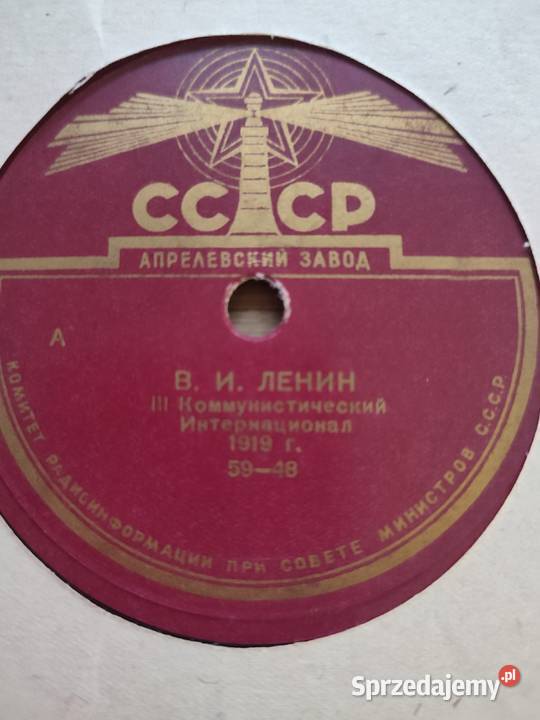 СССР
АПРЕЛЕВСКИЙ ЗАВОД
А
В. И. ЛЕНИН
III Коммунистический
Интернационал
1919 г.
59—48
КОМИТЕТ РАДИОИНФОРМАЦИИ ПРИ СОВЕТЕ МИНИСТРОВ С.С.С.Р.
Sprzedajemy.pl